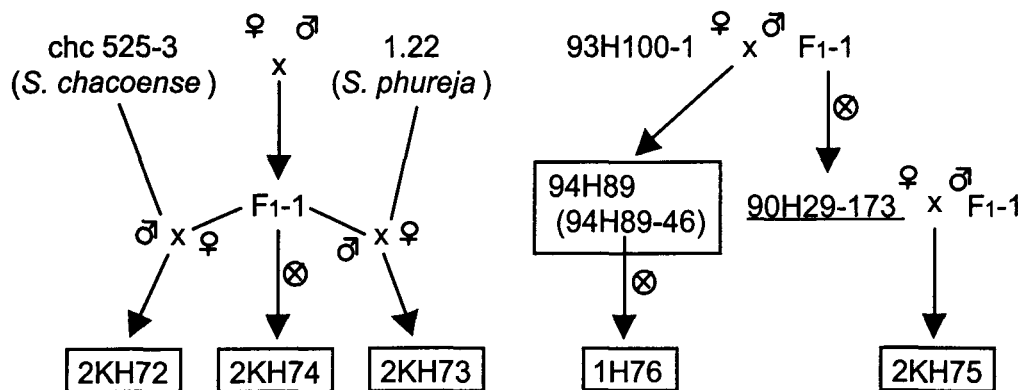 ♀ ♂
chc 525-3 1.22
(S. chacoense) x (S. phureja)
F1-1
♂ x ♀ ♂ x ♀
⊗
2KH72 2KH74 2KH73
93H100-1 ♀ x ♂ F1-1
⊗
94H89
(94H89-46)
90H29-173 ♀ x ♂ F1-1
⊗
1H76 2KH75